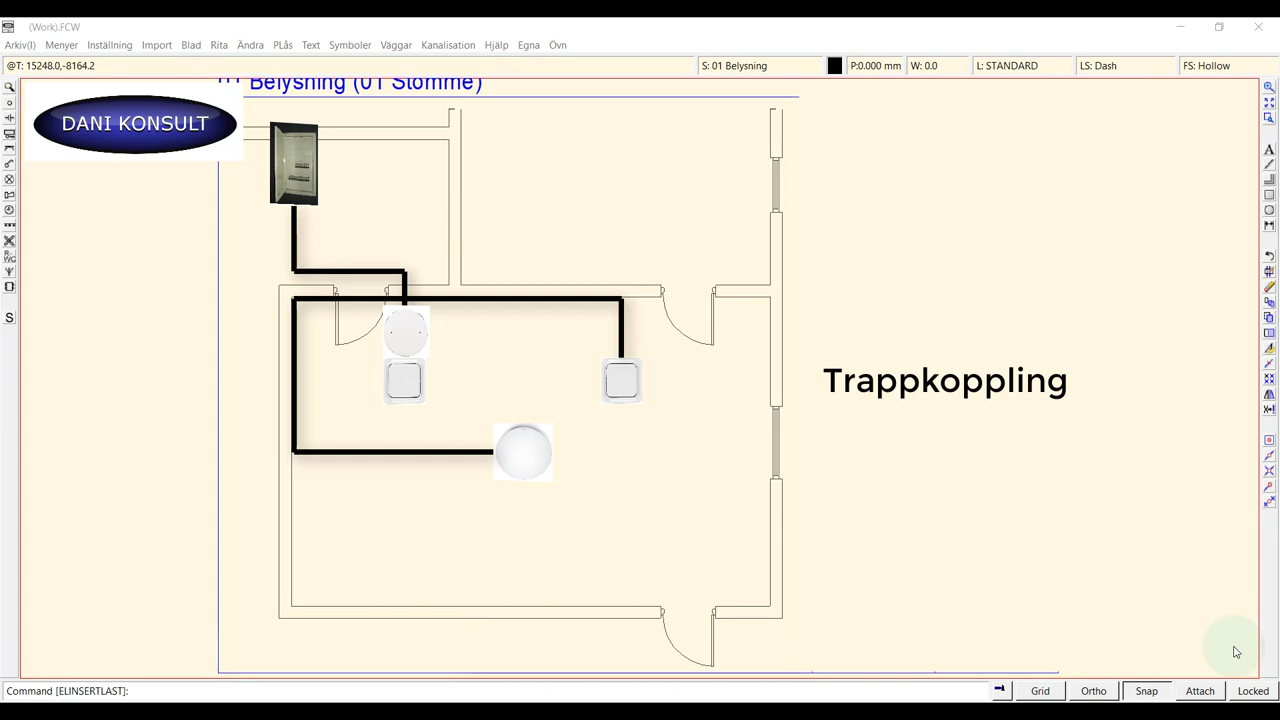 (Work).FCW
Arkiv(I) Menyer Inställning Import Blad Rita Ändra PLås Text Symboler Väggar Kanalisation Hjälp Egna Övn
@T: 15248.0,-8164.2 S: 01 Belysning P:0.000 mm W: 0.0 L: STANDARD LS: Dash FS: Hollow
Belysning (01 Stomme)
DANI KONSULT
Trappkoppling
S
Command [ELINSERTLAST]: Grid Ortho Snap Attach Locked